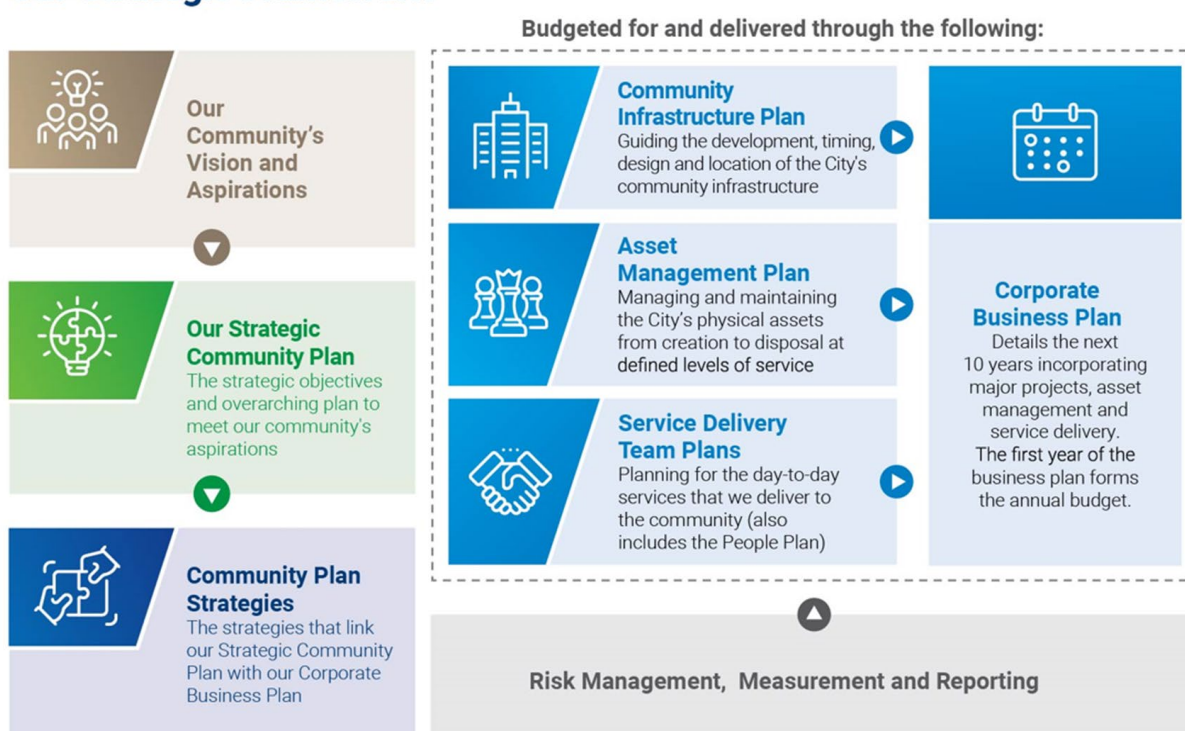 Budgeted for and delivered through the following:
Our
Community's
Vision and
Aspirations
Our Strategic
Community Plan
The strategic objectives
and overarching plan to
meet our community's
aspirations
Community Plan
Strategies
The strategies that link
our Strategic Community
Plan with our Corporate
Business Plan
Community
Infrastructure Plan
Guiding the development, timing,
design and location of the City's
community infrastructure
Asset
Management Plan
Managing and maintaining
the City's physical assets
from creation to disposal at
defined levels of service
Service Delivery
Team Plans
Planning for the day-to-day
services that we deliver to
the community (also
includes the People Plan)
Corporate
Business Plan
Details the next
10 years incorporating
major projects, asset
management and
service delivery.
The first year of the
business plan forms
the annual budget.
Risk Management,  Measurement and Reporting